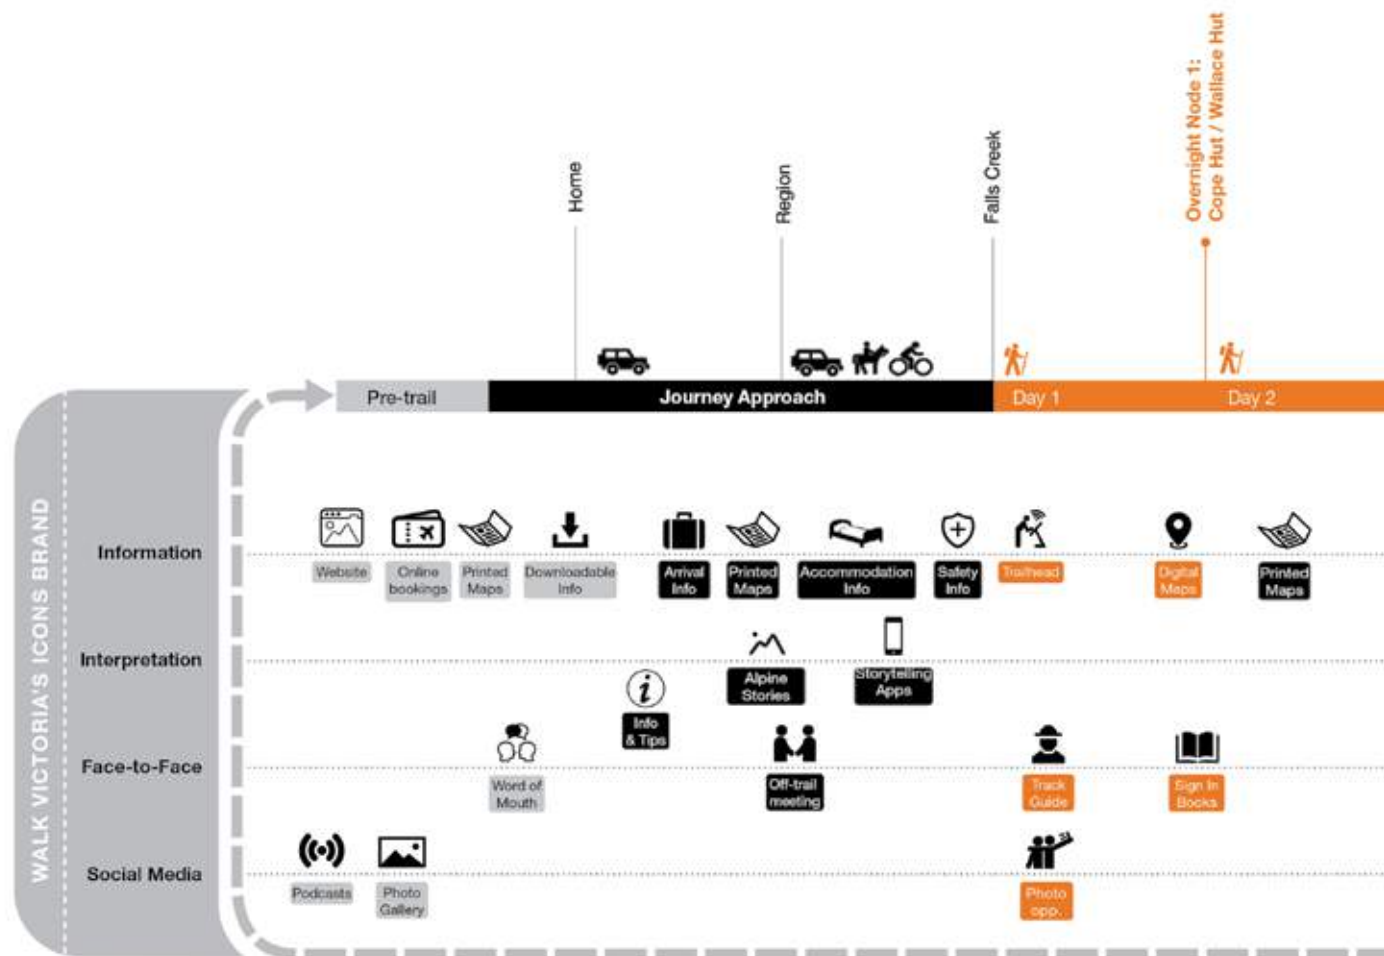 Overnight Node 1:
Cope Hut / Wallace Hut
Falls Creek
Home
Region
Pre-trail
Journey Approach
Day 1
Day 2
WALK VICTORIA'S ICONS BRAND
Information
Website
Online
bookings
Printed
Maps
Downloadable
Info
Arrival
Info
Printed
Maps
Accommodation
Info
Safety
Info
Trailhead
Digital
Maps
Printed
Maps
Interpretation
Alpine
Stories
Storytelling
Apps
Info
& Tips
Face-to-Face
Word of
Mouth
Off-trail
meeting
Track
Guide
Sign In
Books
Social Media
Podcasts
Photo
Gallery
Photo
opp.